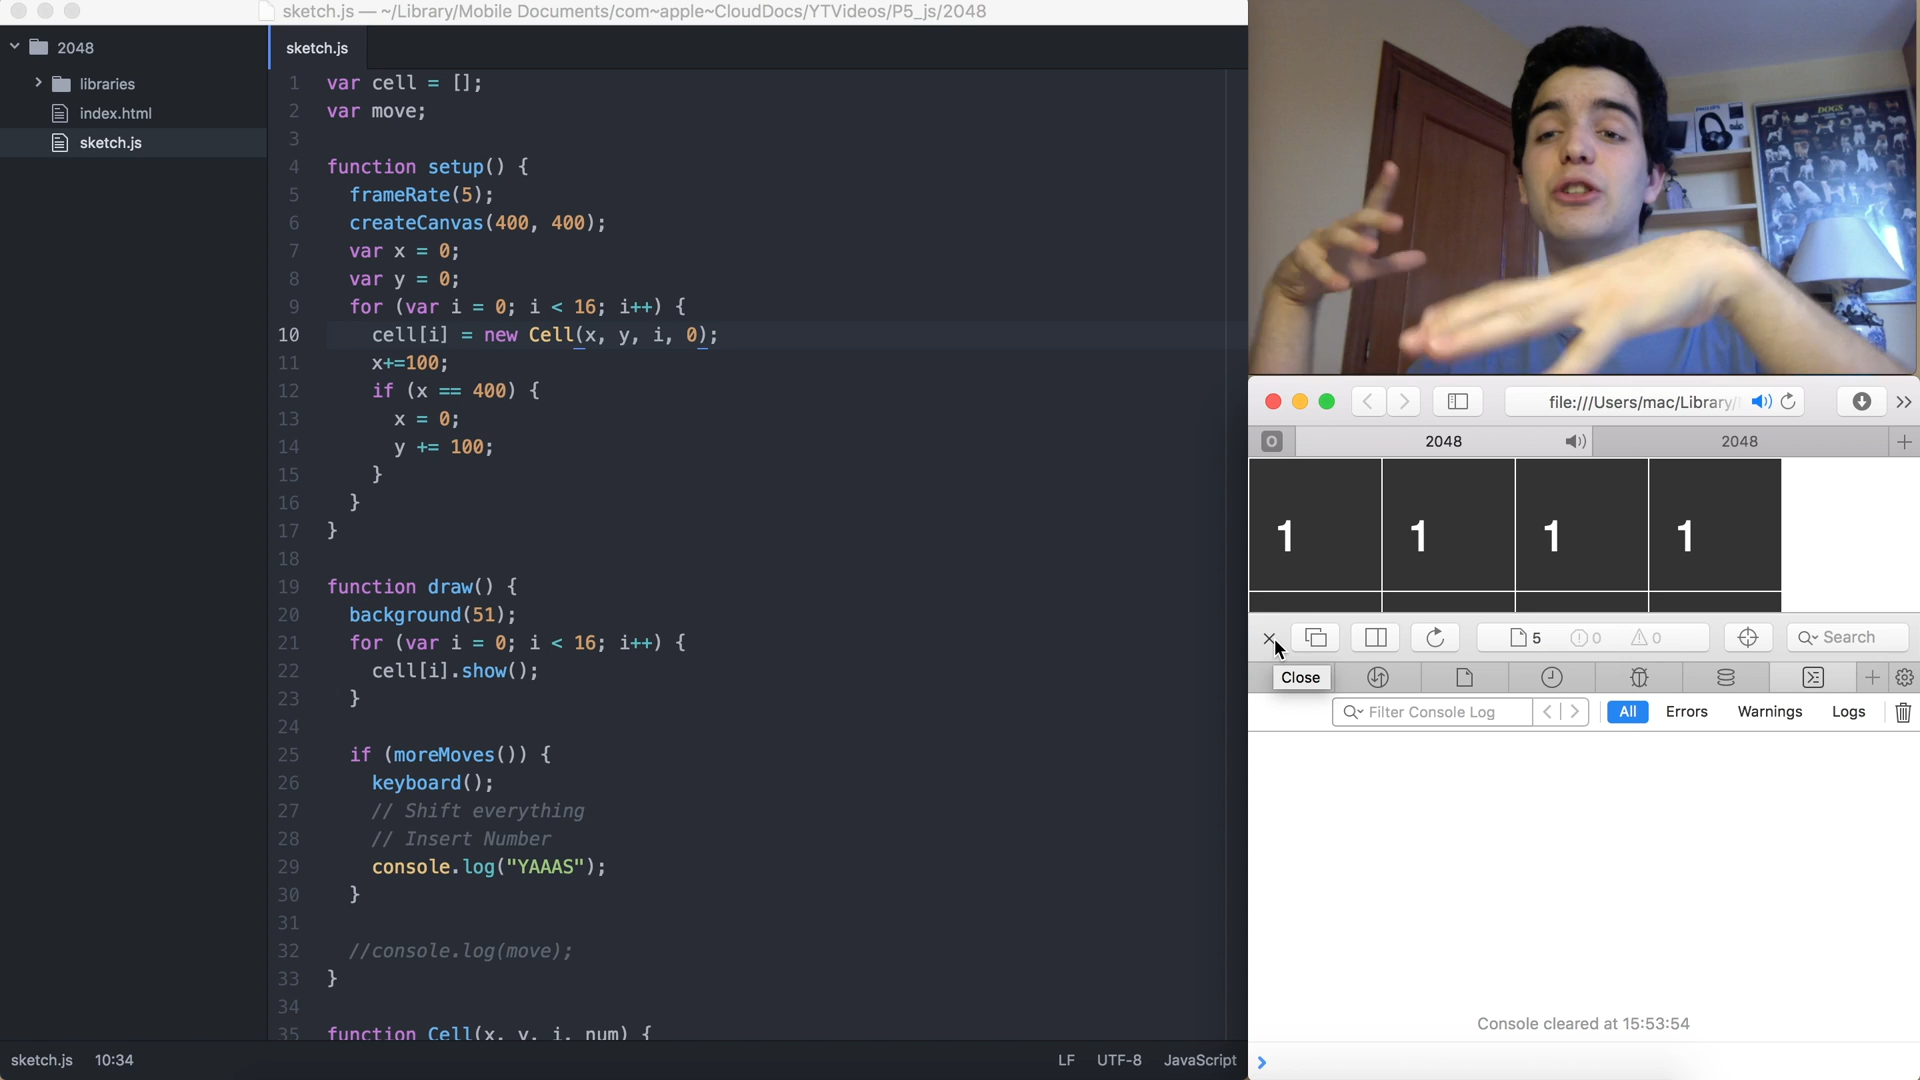 sketch.js — ~/Library/Mobile Documents/com~apple~CloudDocs/YTVideos/P5_js/2048
2048
libraries
index.html
sketch.js
sketch.js
1 var cell = [];
2 var move;
3
4 function setup() {
5 frameRate(5);
6 createCanvas(400, 400);
7 var x = 0;
8 var y = 0;
9 for (var i = 0; i < 16; i++) {
10 cell[i] = new Cell(x, y, i, 0);
11 x+=100;
12 if (x == 400) {
13 x = 0;
14 y += 100;
15 }
16 }
17 }
18
19 function draw() {
20 background(51);
21 for (var i = 0; i < 16; i++) {
22 cell[i].show();
23 }
24
25 if (moreMoves()) {
26 keyboard();
27 // Shift everything
28 // Insert Number
29 console.log("YAAAS");
30 }
31
32 //console.log(move);
33 }
34
35 function Cell(x, y, i, num) {
sketch.js 10:34
LF UTF-8 JavaScript
DOGS
PHILIPS
file:///Users/mac/Library/
O 2048 2048
1 1 1 1
5 0 0 Search
Close
Filter Console Log All Errors Warnings Logs
Console cleared at 15:53:54